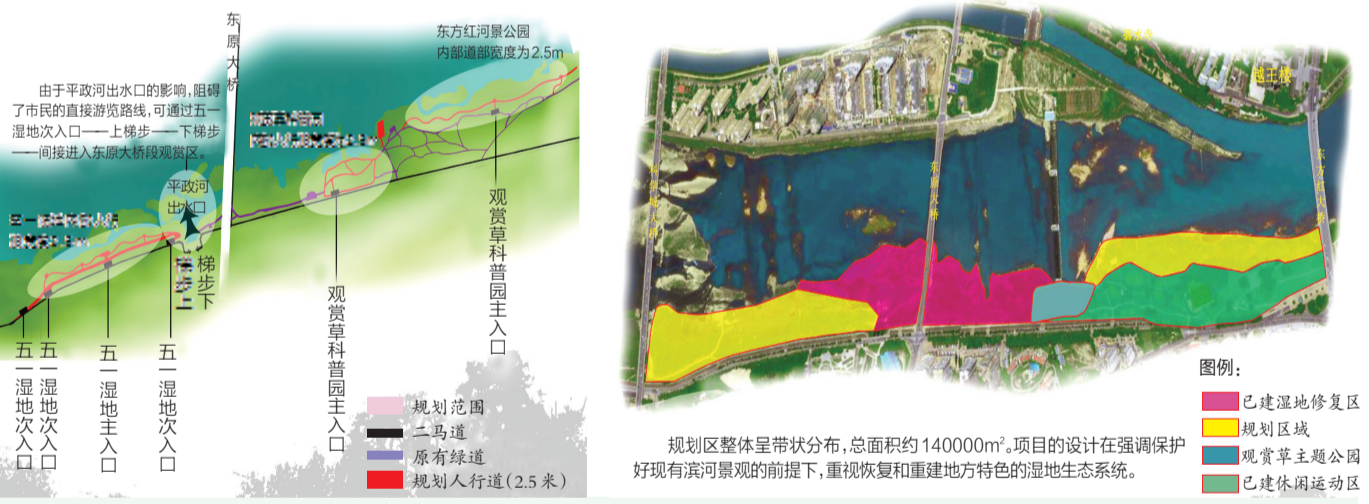 东原大桥
东方红河景公园
内部道部宽度为2.5m
由于平政河出水口的影响,阻碍
了市民的直接游览路线,可通过五一
湿地次入口——上梯步——下梯步
——间接进入东原大桥段观赏区。
平政河
出水口
梯步下
五一湿地次入口
五一湿地次入口
五一湿地主入口
五一湿地次入口
观赏草科普园主入口
观赏草科普园主入口
规划范围
二马道
原有绿道
规划人行道(2.5米)
越王楼
东原大桥
东方红大桥
规划区整体呈带状分布,总面积约140000m²。项目的设计在强调保护
好现有滨河景观的前提下,重视恢复和重建地方特色的湿地生态系统。
图例:
已建湿地修复区
规划区域
观赏草主题公园
已建休闲运动区